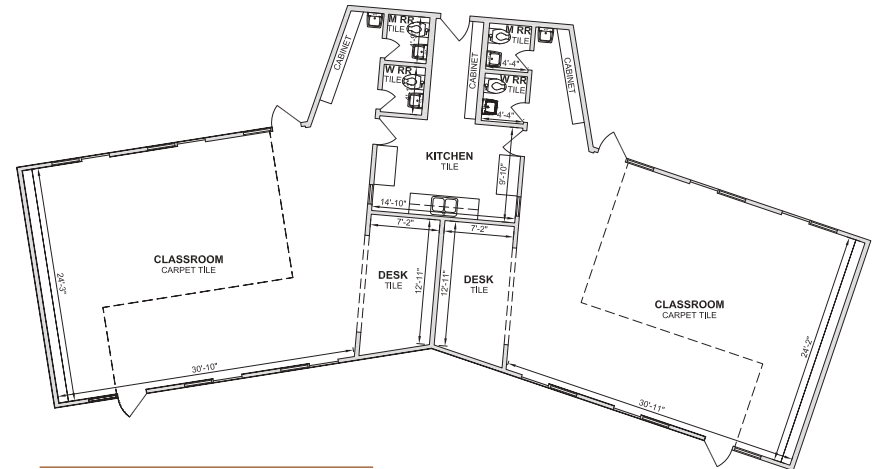 M RR
TILE
W RR
TILE
CABINET
CABINET
M RR
TILE
4'-4"
W RR
TILE
4'-4"
CABINET
KITCHEN
TILE
9'-10"
14'-10"
7'-2"
7'-2"
CLASSROOM
CARPET TILE
24'-3"
30'-10"
DESK
TILE
12'-11"
12'-11"
DESK
TILE
CLASSROOM
CARPET TILE
24'-2"
30'-11"